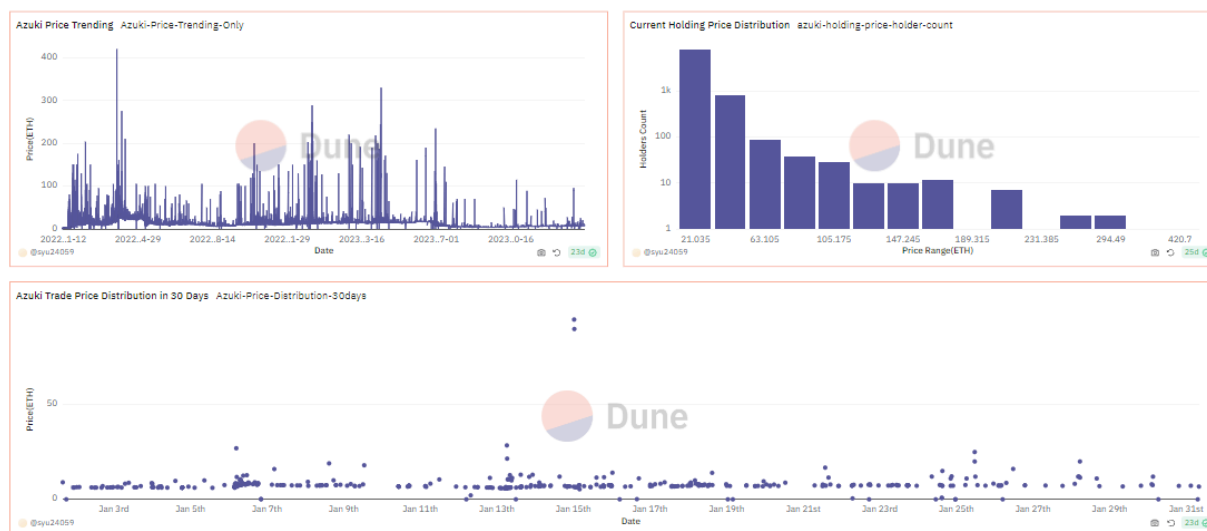 Azuki Price Trending Azuki-Price-Trending-Only
400
300
200
100
0
Price(ETH)
Dune
2022.1-12 2022.4-29 2022.8-14 2022.1-29 2023.3-16 2023.7-01 2023.0-16
Date
@syu24059
23d
Current Holding Price Distribution azuki-holding-price-holder-count
1k
100
10
1
Holders Count
Dune
21.035 63.105 105.175 147.245 189.315 231.385 294.49 420.7
Price Range(ETH)
@syu24059
25d
Azuki Trade Price Distribution in 30 Days Azuki-Price-Distribution-30days
50
0
Price(ETH)
Dune
Jan 3rd Jan 5th Jan 7th Jan 9th Jan 11th Jan 13th Jan 15th Jan 17th Jan 19th Jan 21st Jan 23rd Jan 25th Jan 27th Jan 29th Jan 31st
Date
@syu24059
23d